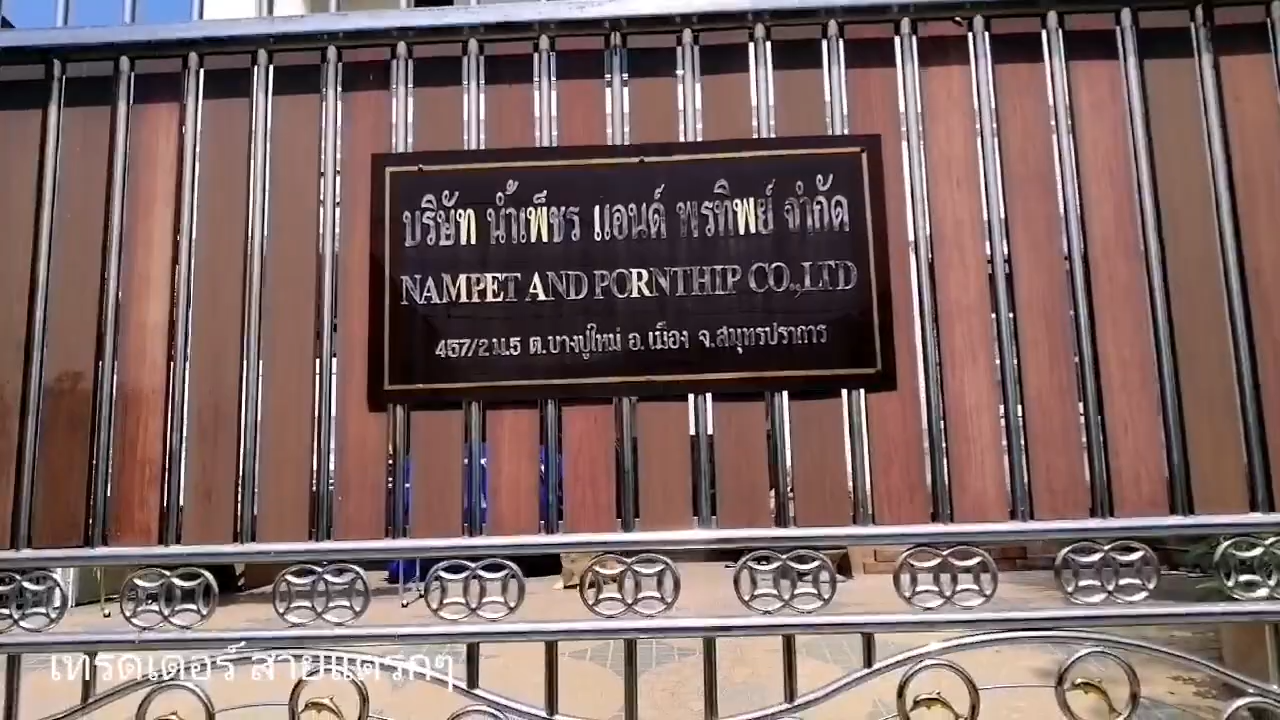 บริษัท น้ำเพ็ชร แอนด์ พรทิพย์ จำกัด
NAMPET AND PORNTHIP CO.,LTD
457/2 ม.5 ต.บางปูใหม่ อ.เมือง จ.สมุทรปราการ
เทรดเดอร์ สายแดรกๆ